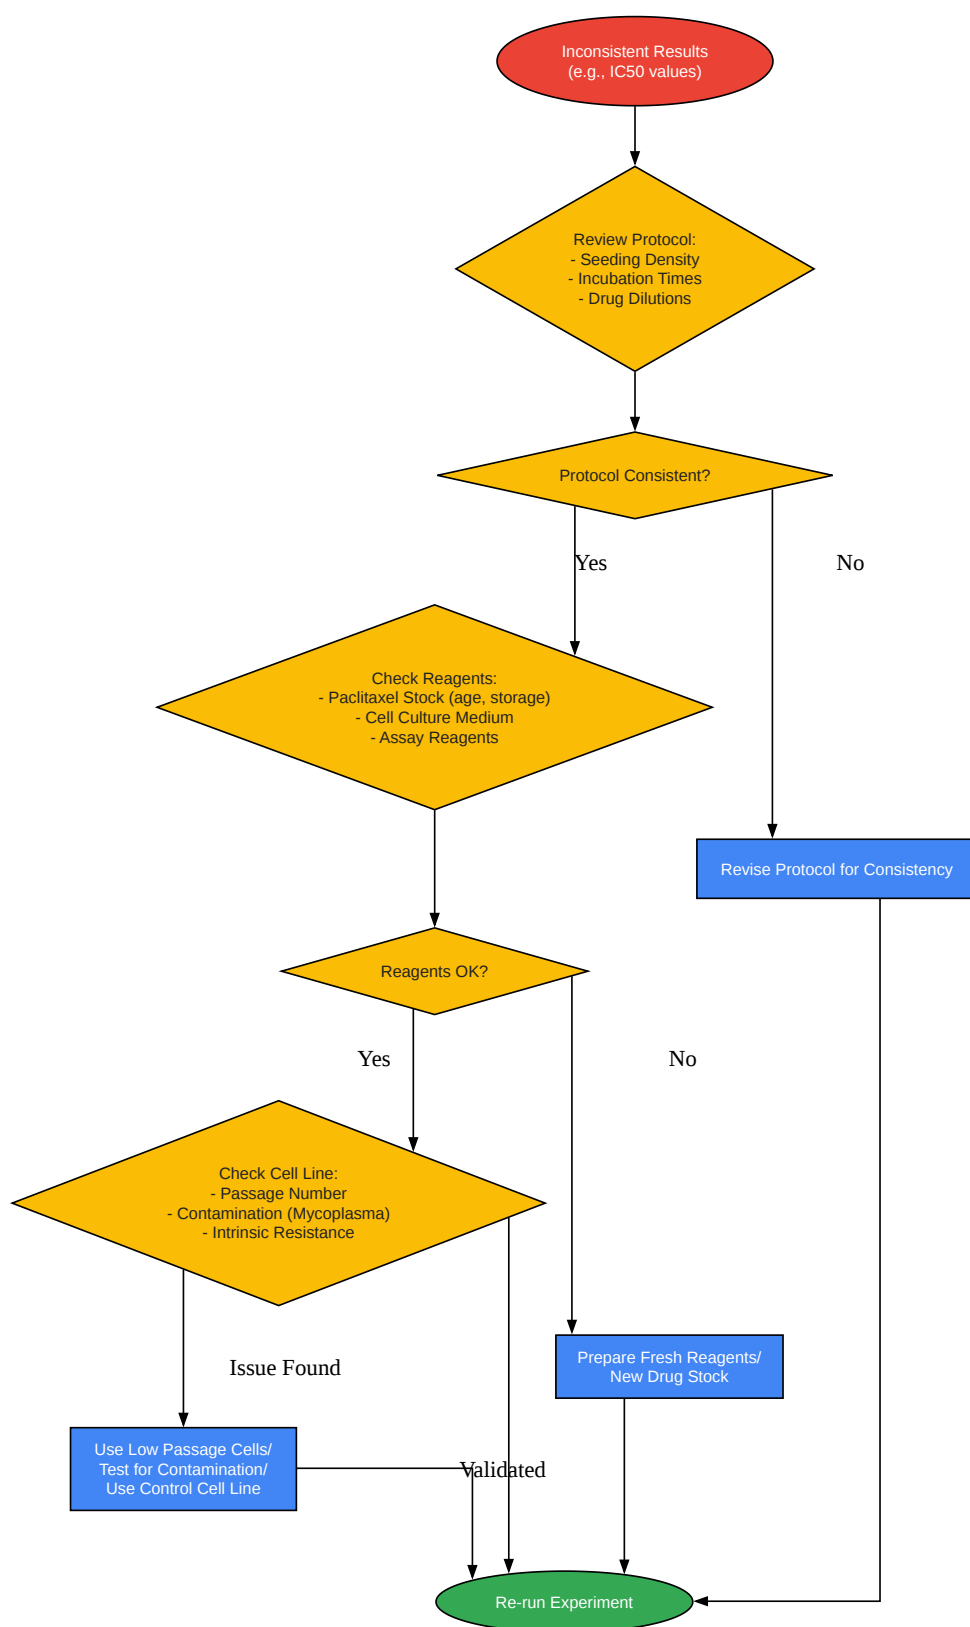 Inconsistent Results
(e.g., IC50 values)
Review Protocol:
- Seeding Density
- Incubation Times
- Drug Dilutions
Protocol Consistent?
Yes
No
Check Reagents:
- Paclitaxel Stock (age, storage)
- Cell Culture Medium
- Assay Reagents
Revise Protocol for Consistency
Reagents OK?
Yes
No
Check Cell Line:
- Passage Number
- Contamination (Mycoplasma)
- Intrinsic Resistance
Issue Found
Prepare Fresh Reagents/
New Drug Stock
Use Low Passage Cells/
Test for Contamination/
Use Control Cell Line
Validated
Re-run Experiment